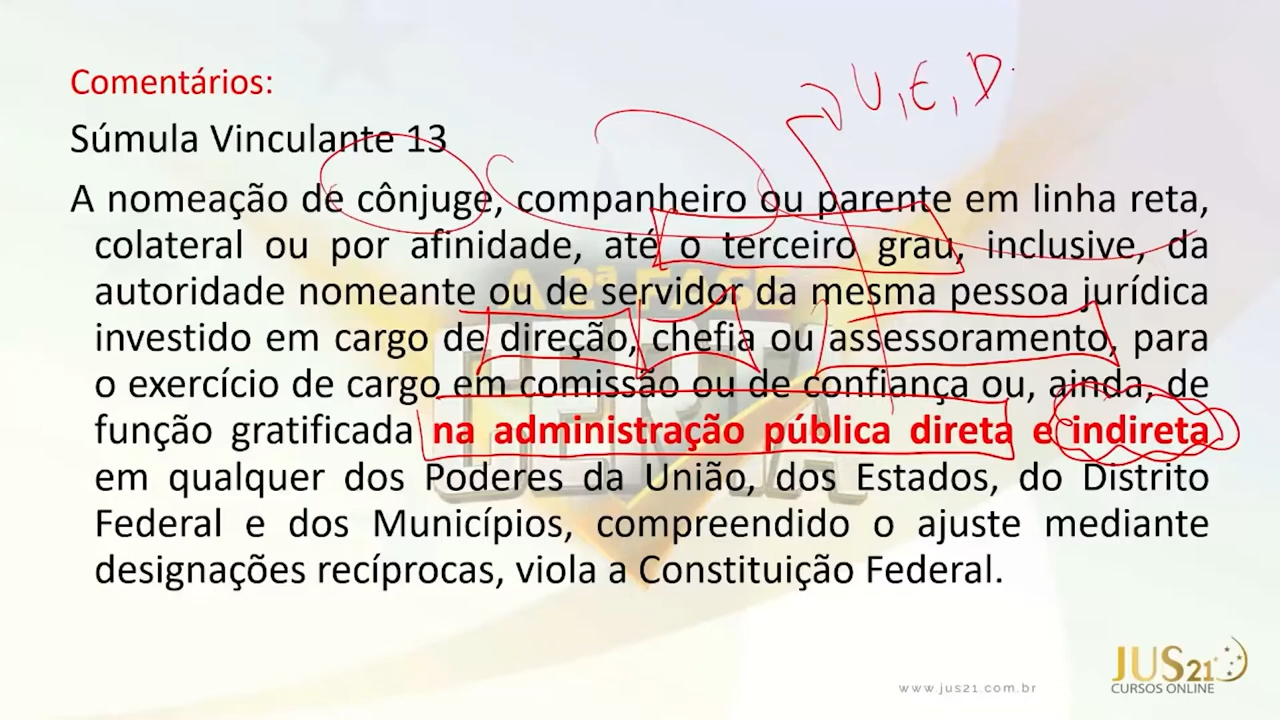 Comentários:
U, E, D
Súmula Vinculante 13
A nomeação de cônjuge, companheiro ou parente em linha reta,
colateral ou por afinidade, até o terceiro grau, inclusive, da
autoridade nomeante ou de servidor da mesma pessoa jurídica
investido em cargo de direção, chefia ou assessoramento, para
o exercício de cargo em comissão ou de confiança ou, ainda, de
função gratificada na administração pública direta e indireta
em qualquer dos Poderes da União, dos Estados, do Distrito
Federal e dos Municípios, compreendido o ajuste mediante
designações recíprocas, viola a Constituição Federal.
A 2ª FASE
CERTA
JUS21
CURSOS ONLINE
www.jus21.com.br